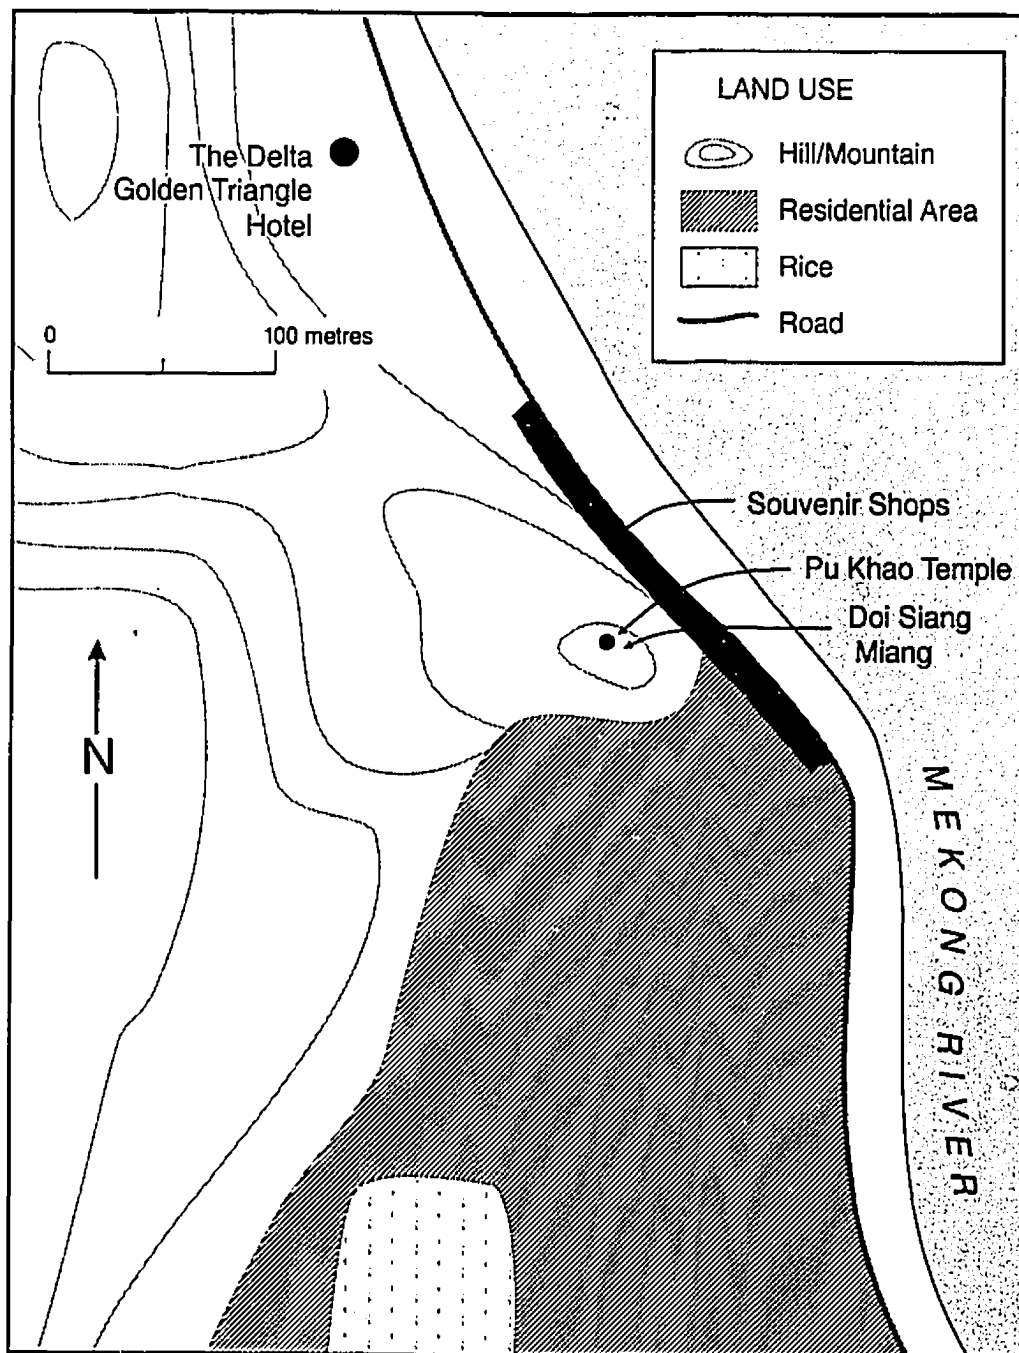 LAND USE
Hill/Mountain
Residential Area
Rice
Road
The Delta
Golden Triangle
Hotel
0 100 metres
Souvenir Shops
Pu Khao Temple
Doi Siang
Miang
N
MEKONG RIVER